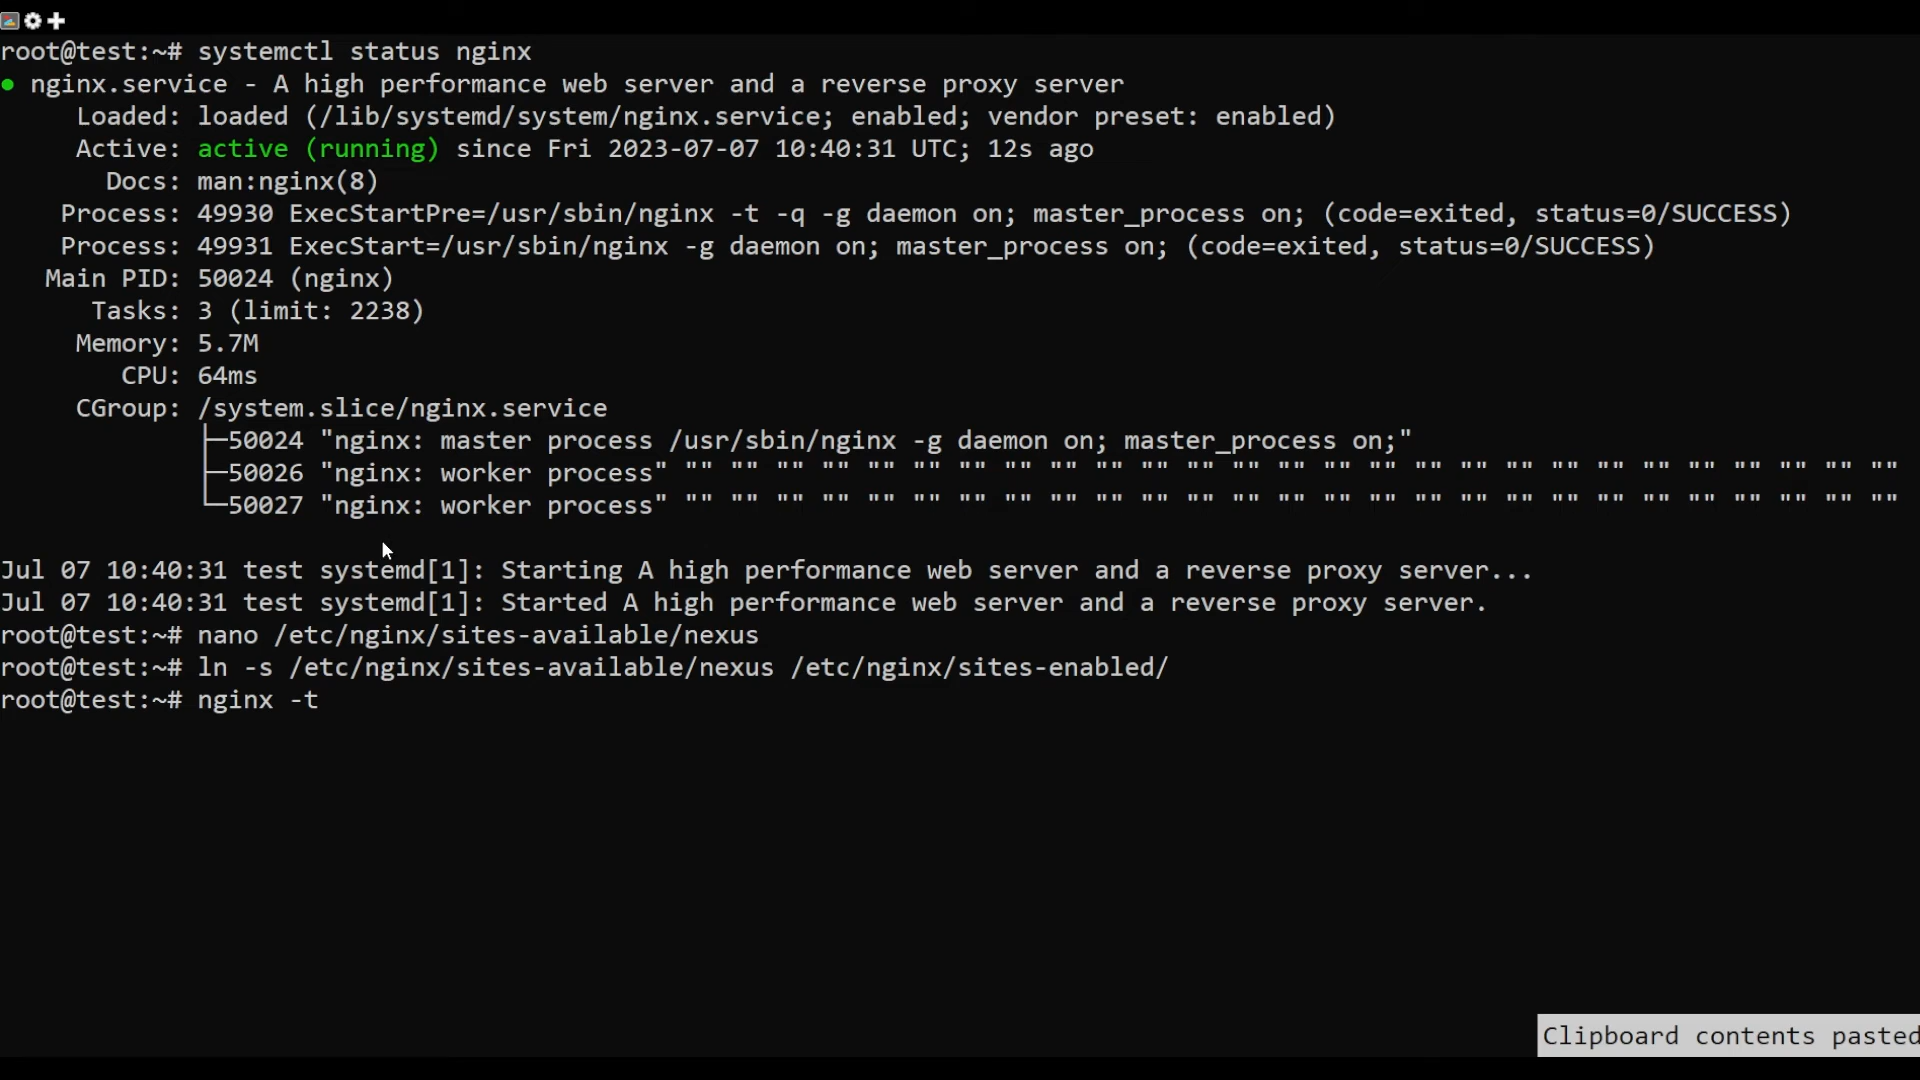 root@test:~# systemctl status nginx
● nginx.service - A high performance web server and a reverse proxy server
     Loaded: loaded (/lib/systemd/system/nginx.service; enabled; vendor preset: enabled)
     Active: active (running) since Fri 2023-07-07 10:40:31 UTC; 12s ago
       Docs: man:nginx(8)
    Process: 49930 ExecStartPre=/usr/sbin/nginx -t -q -g daemon on; master_process on; (code=exited, status=0/SUCCESS)
    Process: 49931 ExecStart=/usr/sbin/nginx -g daemon on; master_process on; (code=exited, status=0/SUCCESS)
   Main PID: 50024 (nginx)
      Tasks: 3 (limit: 2238)
     Memory: 5.7M
        CPU: 64ms
     CGroup: /system.slice/nginx.service
             ├─50024 "nginx: master process /usr/sbin/nginx -g daemon on; master_process on;"
             ├─50026 "nginx: worker process" "" "" "" "" "" "" "" "" "" "" "" "" "" "" "" "" "" "" "" "" "" "" "" "" "" "" ""
             └─50027 "nginx: worker process" "" "" "" "" "" "" "" "" "" "" "" "" "" "" "" "" "" "" "" "" "" "" "" "" "" "" ""
Jul 07 10:40:31 test systemd[1]: Starting A high performance web server and a reverse proxy server...
Jul 07 10:40:31 test systemd[1]: Started A high performance web server and a reverse proxy server.
root@test:~# nano /etc/nginx/sites-available/nexus
root@test:~# ln -s /etc/nginx/sites-available/nexus /etc/nginx/sites-enabled/
root@test:~# nginx -t
Clipboard contents pasted